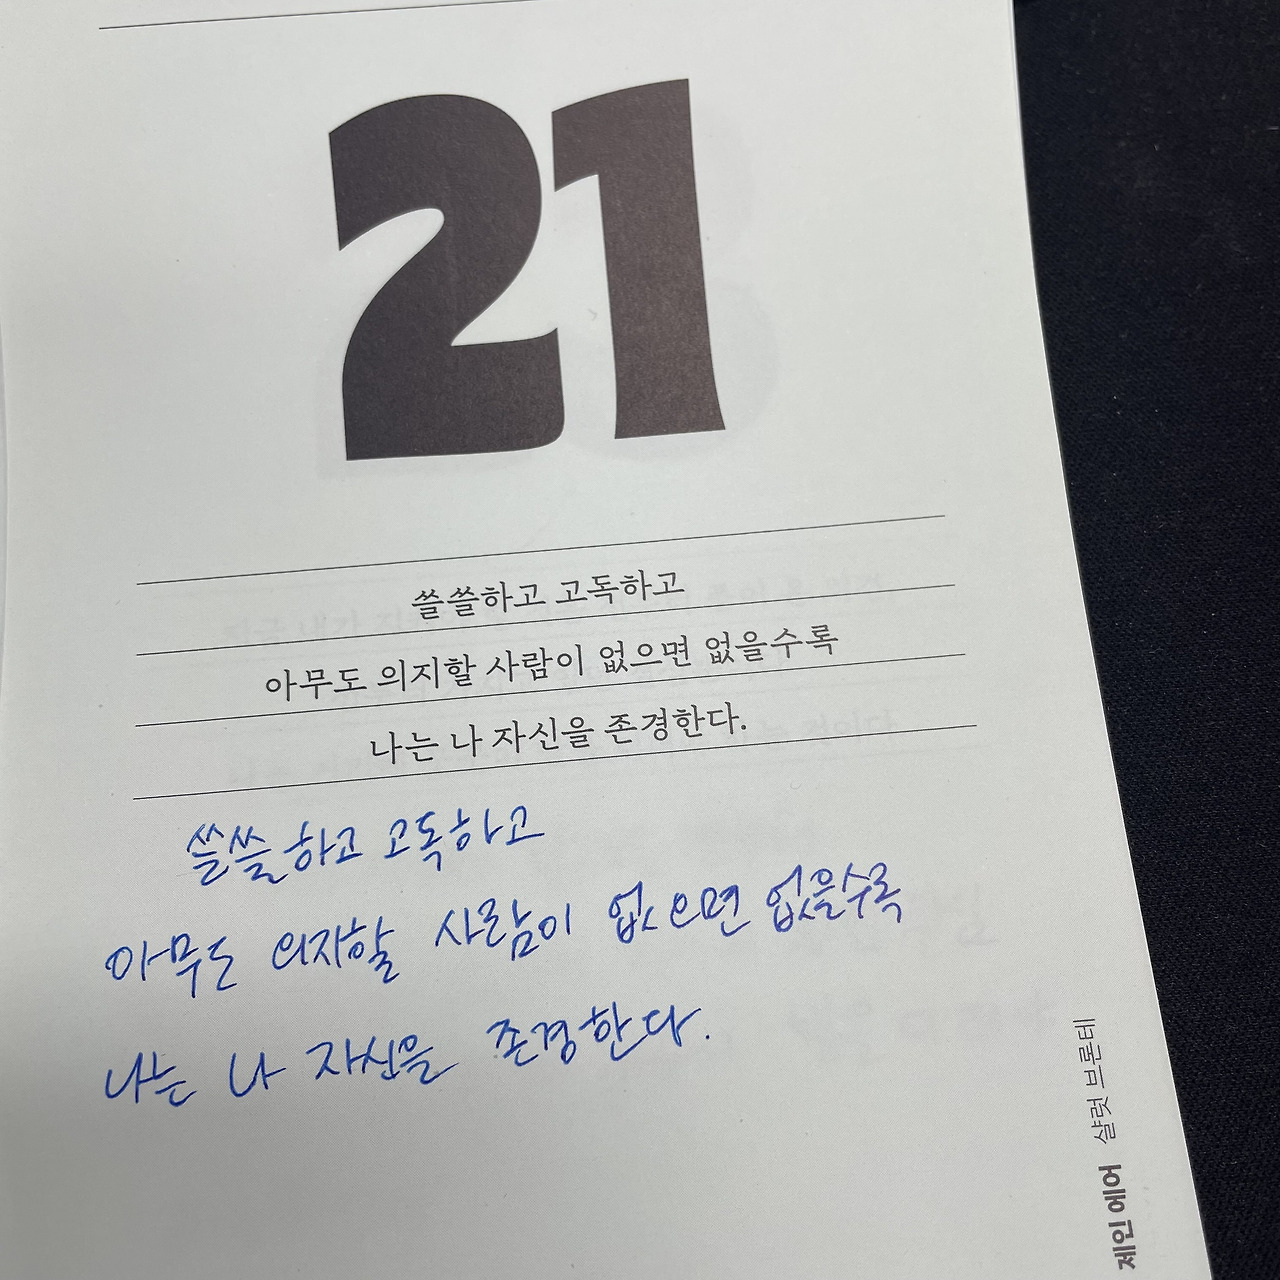 21
쓸쓸하고 고독하고
아무도 의지할 사람이 없으면 없을수록
나는 나 자신을 존경한다.
쓸쓸하고 고독하고
아무도 의지할 사람이 없으면 없을수록
나는 나 자신을 존경한다.
제인 에어 샬럿 브론테